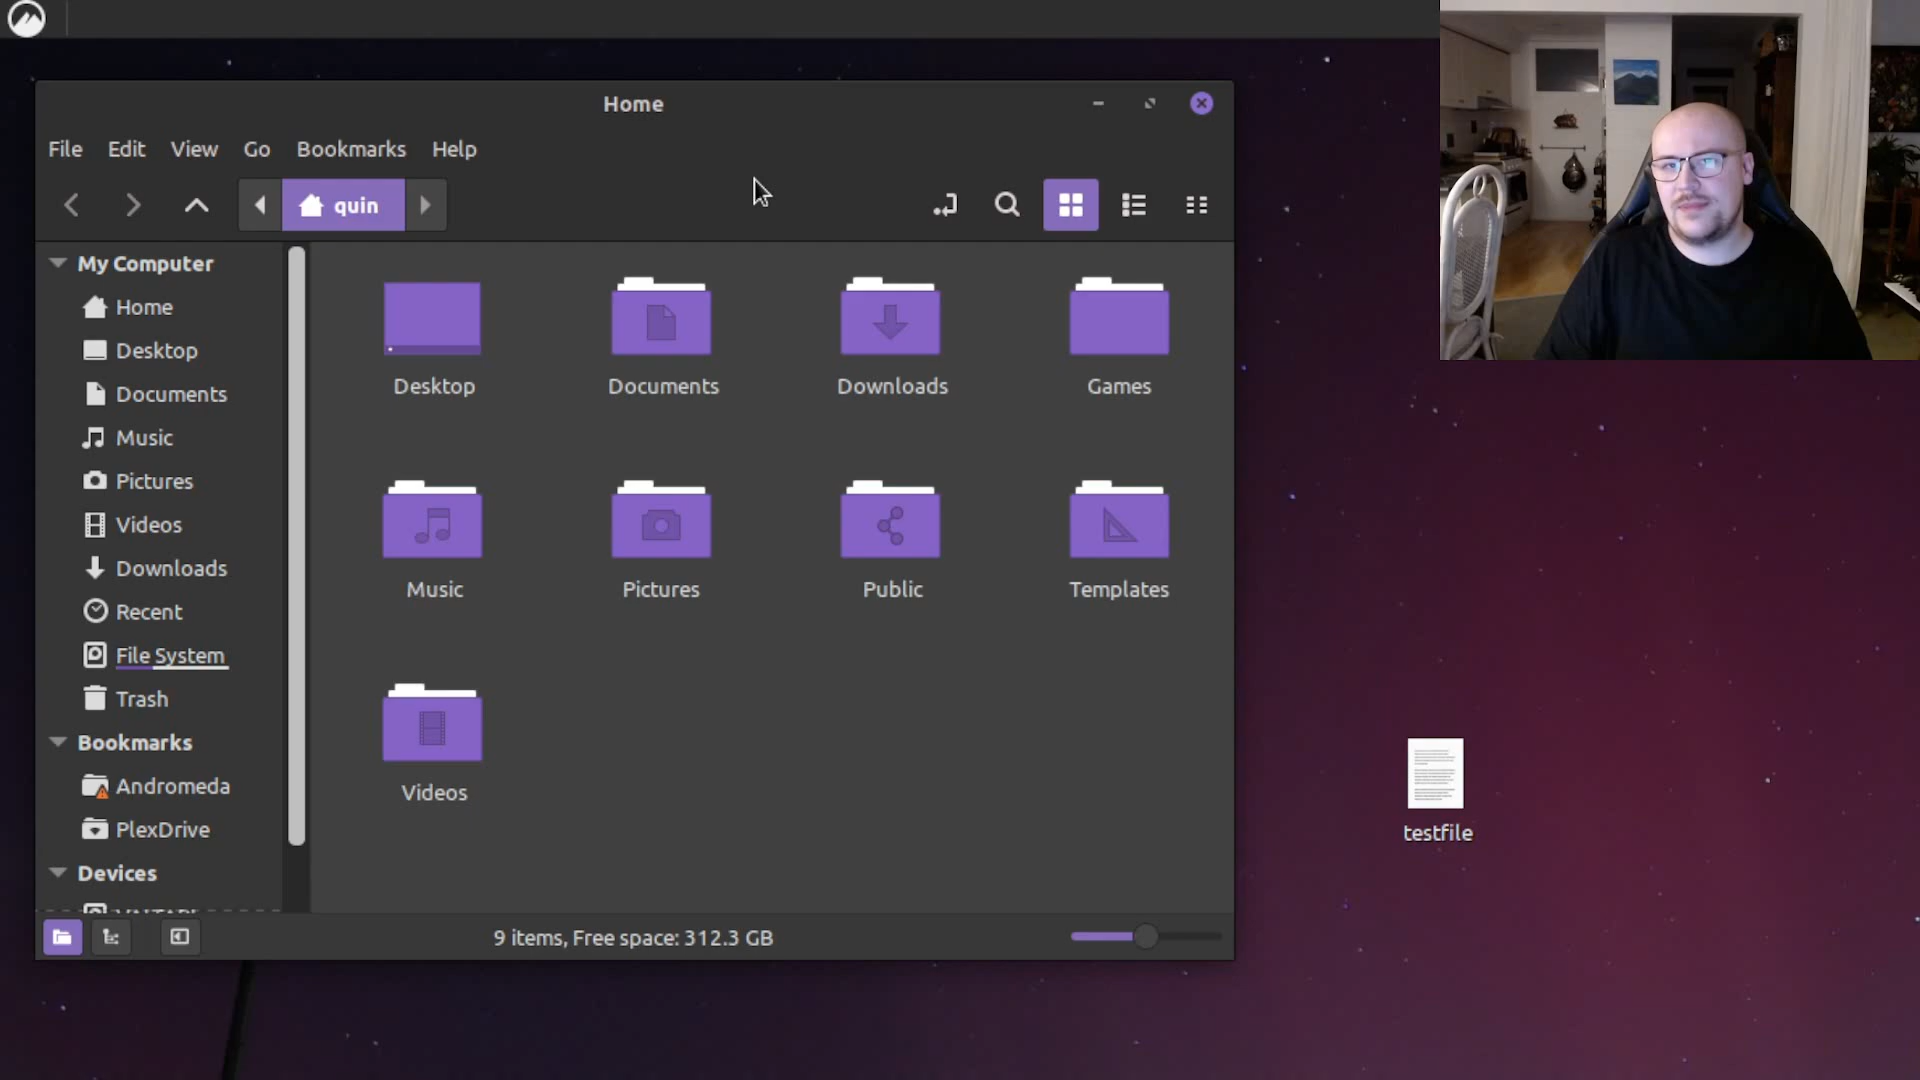 Home
File Edit View Go Bookmarks Help
quin
My Computer
Home
Desktop
Documents
Music
Pictures
Videos
Downloads
Recent
File System
Trash
Bookmarks
Andromeda
PlexDrive
Devices
Desktop
Documents
Downloads
Games
Music
Pictures
Public
Templates
Videos
9 items, Free space: 312.3 GB
testfile